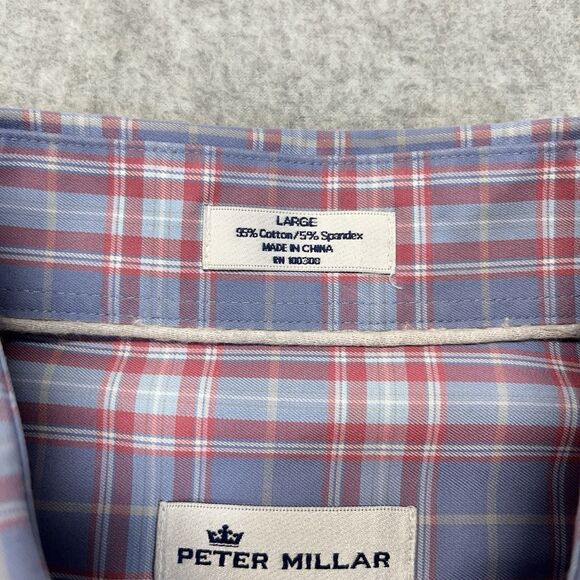 LARGE
95% Cotton/5% Spandex
MADE IN CHINA
RN 100308
PETER MILLAR